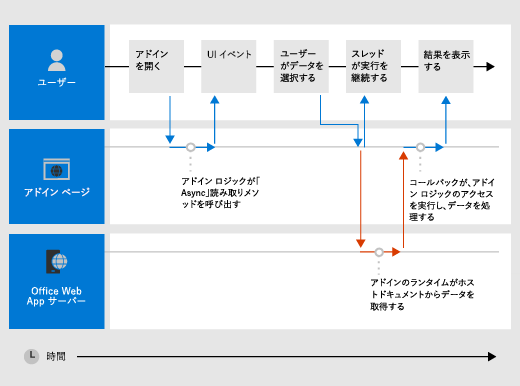 アドイン
を開く
UI イベント
ユーザー
がデータを
選択する
スレッド
が実行を
継続する
結果を表示
する
ユーザー
アドイン ページ
アドイン ロジックが「
Async」読み取りメソ
ッドを呼び出す
コールバックが、アドイ
ン ロジックのアクセス
を実行し、データを処
理する
Office Web
App サーバー
アドインのランタイムがホス
トドキュメントからデータを
取得する
時間